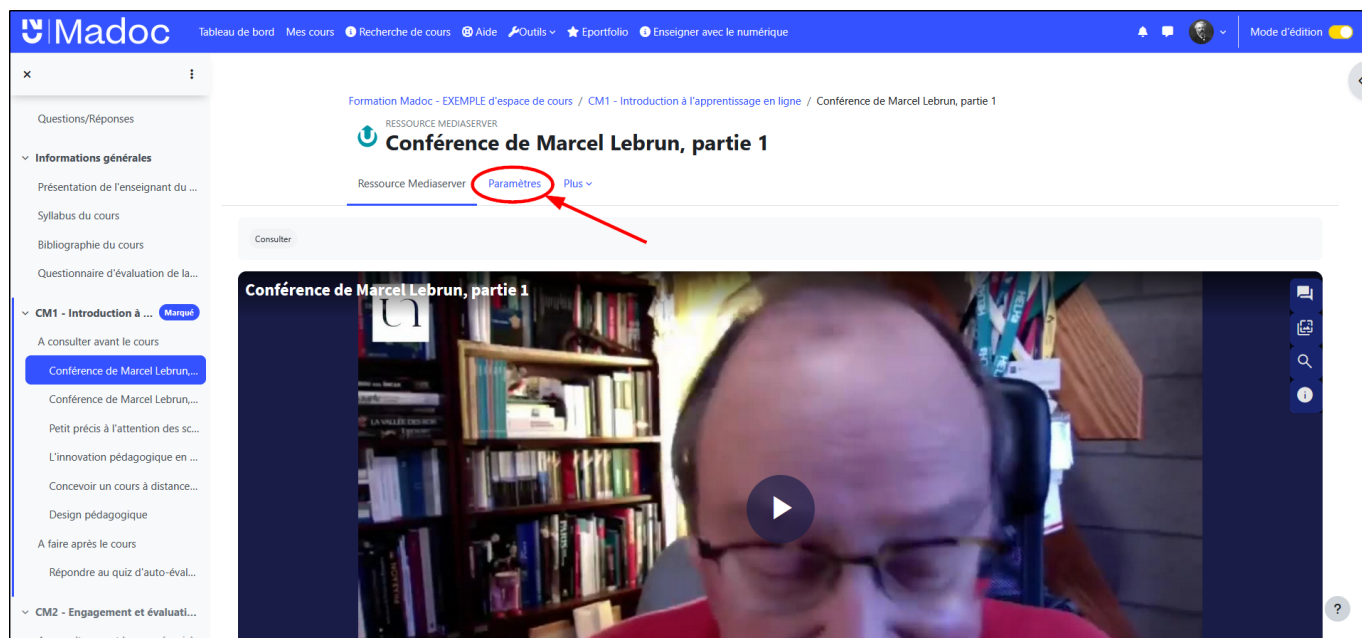 Madoc
Tableau de bord Mes cours Recherche de cours Aide Outils Eportfolio Enseigner avec le numérique Mode d'édition
Questions/Réponses
Informations générales
Présentation de l'enseignant du ...
Syllabus du cours
Bibliographie du cours
Questionnaire d'évaluation de la...
CM1 - Introduction à ... Marqué
A consulter avant le cours
Conférence de Marcel Lebrun,...
Conférence de Marcel Lebrun,...
Petit précis à l'attention des sc...
L'innovation pédagogique en ...
Concevoir un cours à distance...
Design pédagogique
A faire après le cours
Répondre au quiz d'auto-éval...
CM2 - Engagement et évaluati...
Formation Madoc - EXEMPLE d'espace de cours / CM1 - Introduction à l'apprentissage en ligne / Conférence de Marcel Lebrun, partie 1
RESSOURCE MEDIASERVER
Conférence de Marcel Lebrun, partie 1
Ressource Mediaserver Paramètres Plus
Consulter
Conférence de Marcel Lebrun, partie 1
LA VALLÉE DES ROIS
?